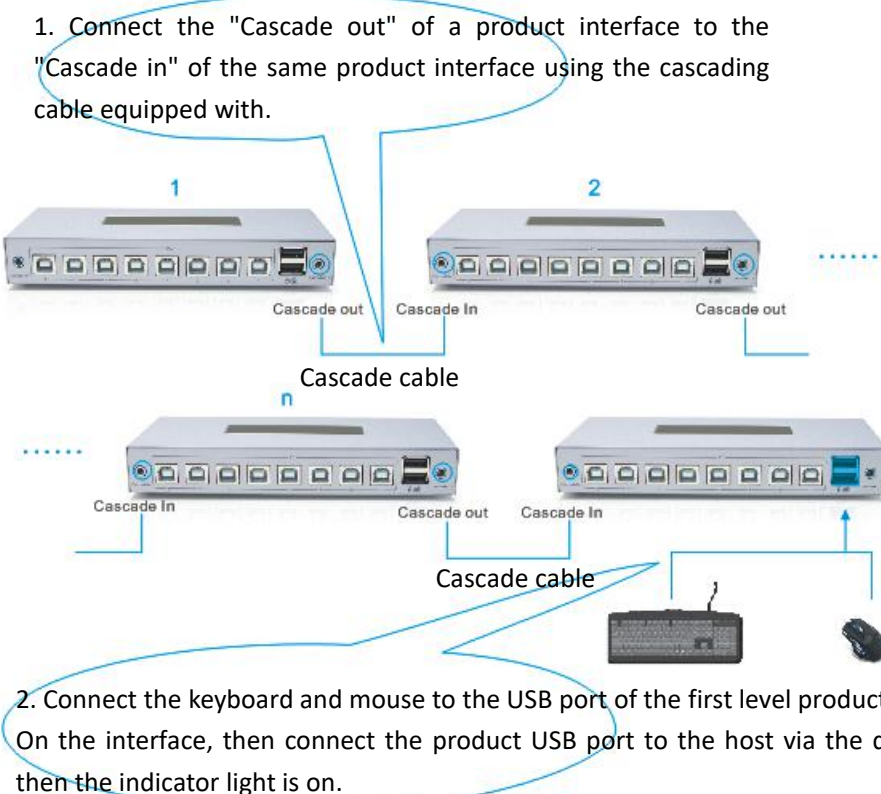 1. Connect the "Cascade out" of a product interface to the
"Cascade in" of the same product interface using the cascading
cable equipped with.
1
2
Cascade out
Cascade In
Cascade out
Cascade cable
n
Cascade In
Cascade out
Cascade In
Cascade cable
2. Connect the keyboard and mouse to the USB port of the first level product
On the interface, then connect the product USB port to the host via the
then the indicator light is on.